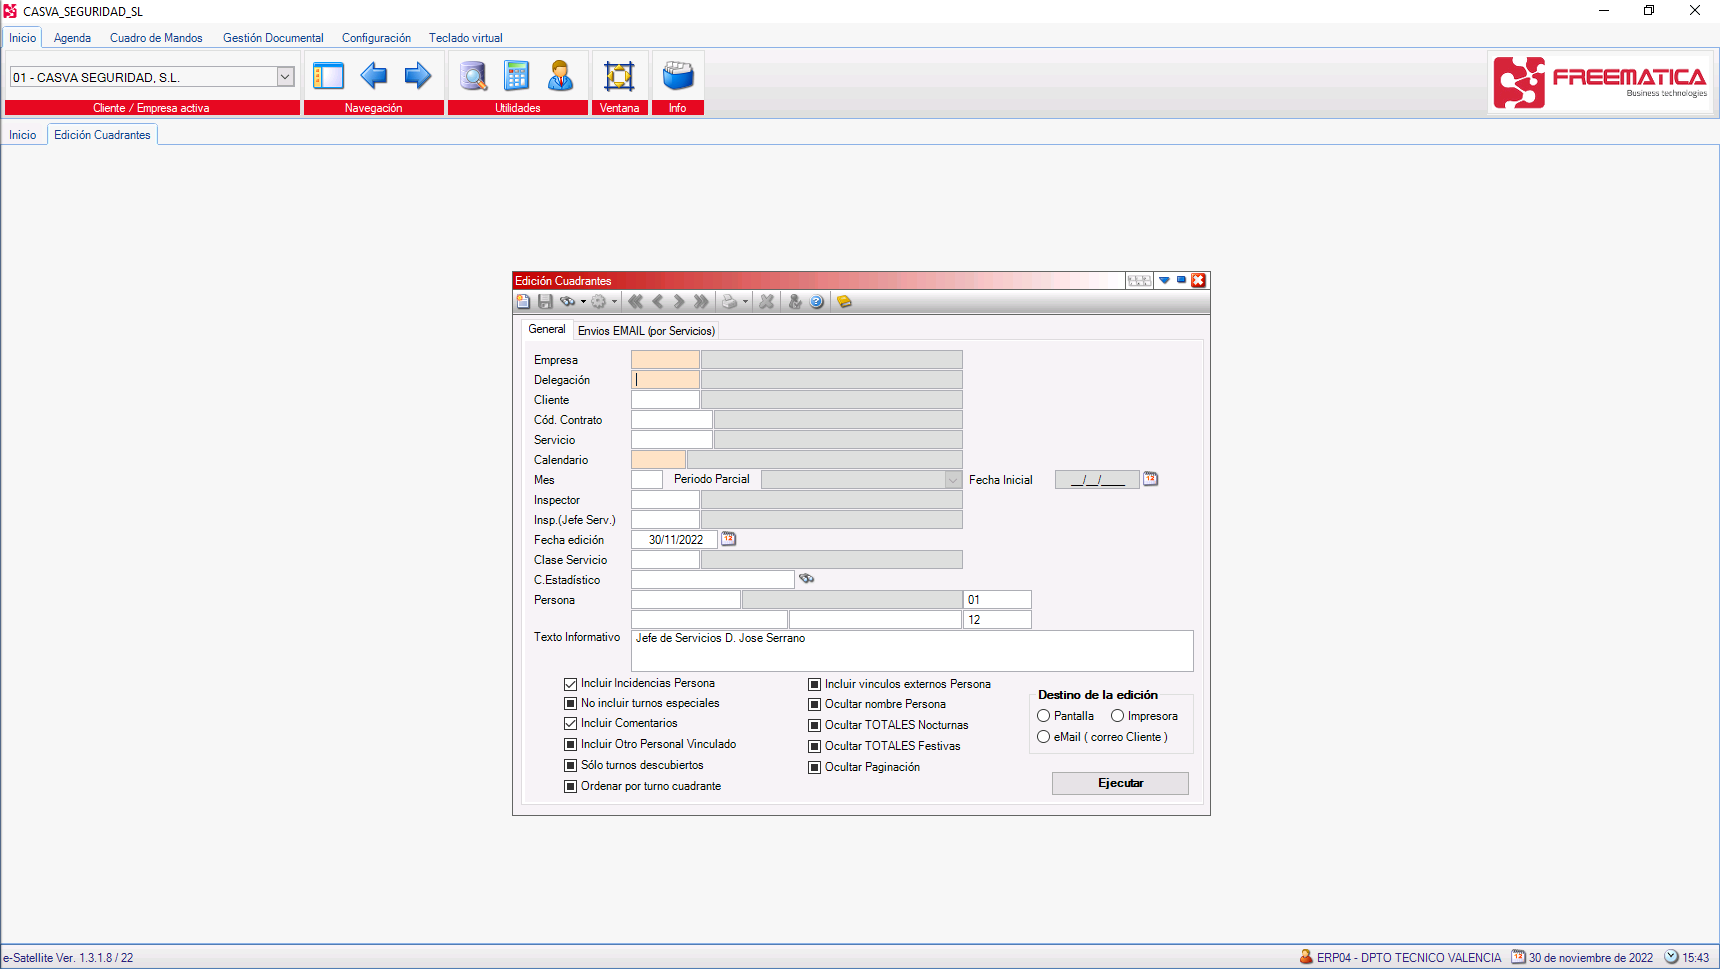 CASVA_SEGURIDAD_SL
Inicio Agenda Cuadro de Mandos Gestión Documental Configuración Teclado virtual
01 - CASVA SEGURIDAD, S.L.
Cliente / Empresa activa Navegación Utilidades Ventana Info
FREEMATICA
Business technologies
Inicio Edición Cuadrantes
Edición Cuadrantes
General Envios EMAIL (por Servicios)
Empresa
Delegación
Cliente
Cód. Contrato
Servicio
Calendario
Mes Periodo Parcial Fecha Inicial __/__/____
Inspector
Insp.(Jefe Serv.)
Fecha edición 30/11/2022
Clase Servicio
C.Estadístico
Persona 01
12
Texto Informativo Jefe de Servicios D. Jose Serrano
Incluir Incidencias Persona
No incluir turnos especiales
Incluir Comentarios
Incluir Otro Personal Vinculado
Sólo turnos descubiertos
Ordenar por turno cuadrante
Incluir vinculos externos Persona
Ocultar nombre Persona
Ocultar TOTALES Nocturnas
Ocultar TOTALES Festivas
Ocultar Paginación
Destino de la edición
Pantalla Impresora
eMail ( correo Cliente )
Ejecutar
e-Satellite Ver. 1.3.1.8 / 22 ERP04 - DPTO TECNICO VALENCIA 30 de noviembre de 2022 15:43